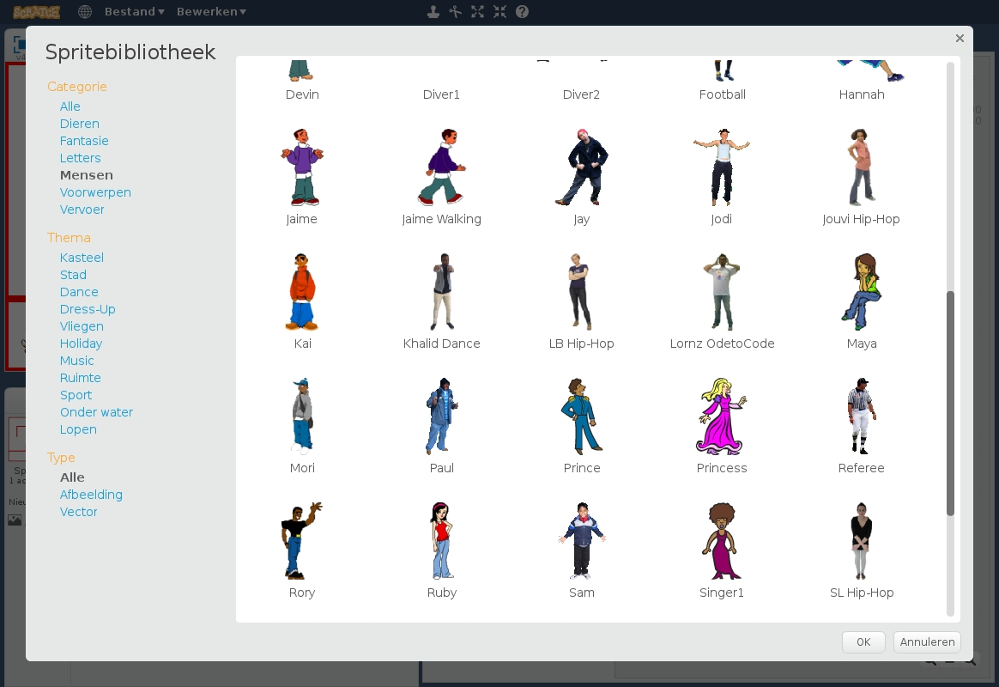 SCRATCH
Bestand Bewerken
Spritebibliotheek
Categorie
Alle
Dieren
Fantasie
Letters
Mensen
Voorwerpen
Vervoer
Thema
Kasteel
Stad
Dance
Dress-Up
Vliegen
Holiday
Music
Ruimte
Sport
Onder water
Lopen
Type
Alle
Afbeelding
Vector
Devin Diver1 Diver2 Football Hannah
Jaime Jaime Walking Jay Jodi Jouvi Hip-Hop
Kai Khalid Dance LB Hip-Hop Lornz OdetoCode Maya
Mori Paul Prince Princess Referee
Rory Ruby Sam Singer1 SL Hip-Hop
OK Annuleren